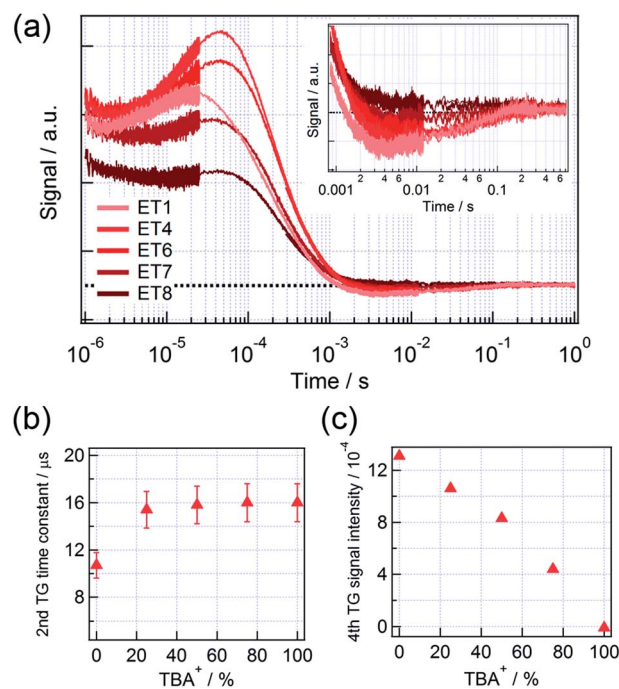 (a)
Signal / a.u.
ET1
ET4
ET6
ET7
ET8
10⁻⁶ 10⁻⁵ 10⁻⁴ 10⁻³ 10⁻² 10⁻¹ 10⁰
Time / s
Signal / a.u.
0.001 2 4 6 0.01 2 4 6 0.1 2 4 6
Time / s
(b)
2nd TG time constant / μs
20
16
12
8
0 20 40 60 80 100
TBA⁺ / %
(c)
4th TG signal intensity / 10⁻⁴
12
8
4
0
0 20 40 60 80 100
TBA⁺ / %